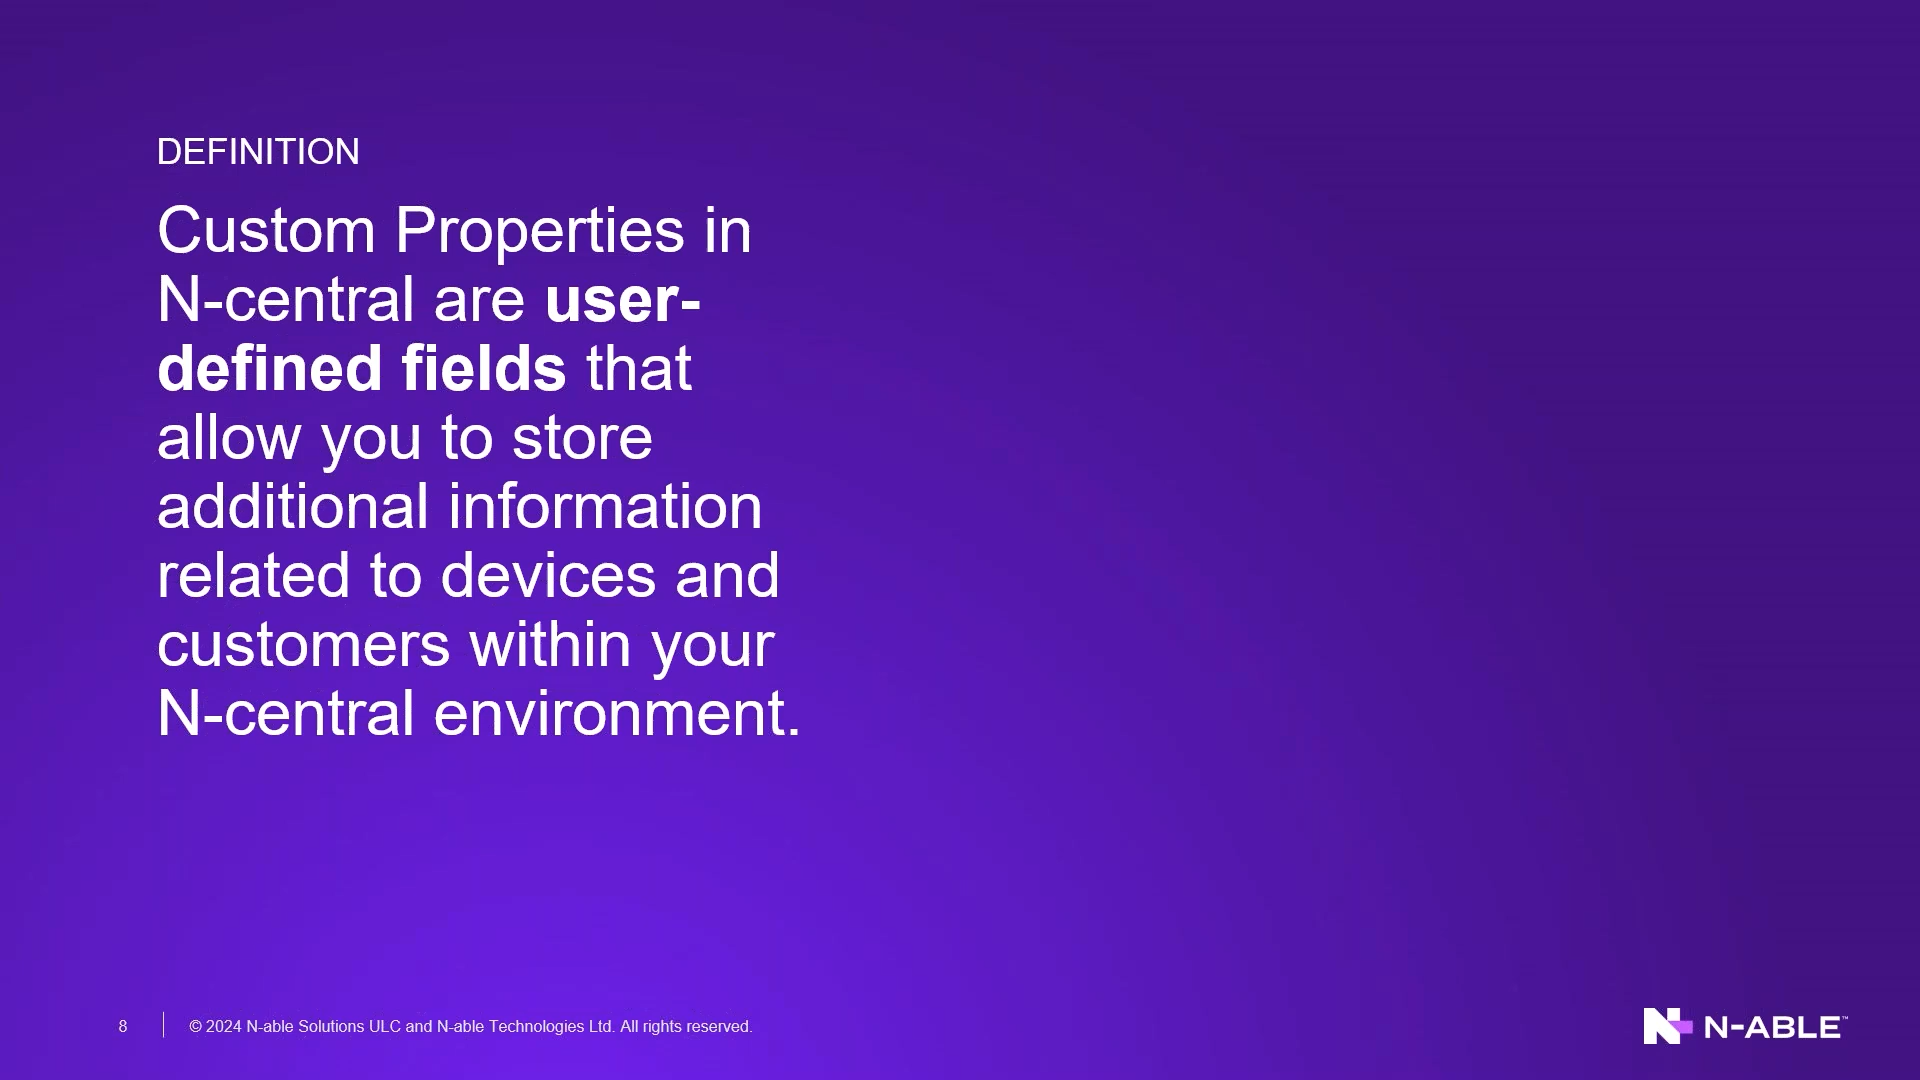 DEFINITION
Custom Properties in
N-central are user-
defined fields that
allow you to store
additional information
related to devices and
customers within your
N-central environment.
8
© 2024 N-able Solutions ULC and N-able Technologies Ltd. All rights reserved.
N-ABLE™